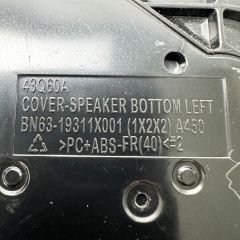 43Q60A
COVER-SPEAKER BOTTOM LEFT
BN63-19311X001 (1X2X2) A450
>PC+ABS-FR(40)<=2